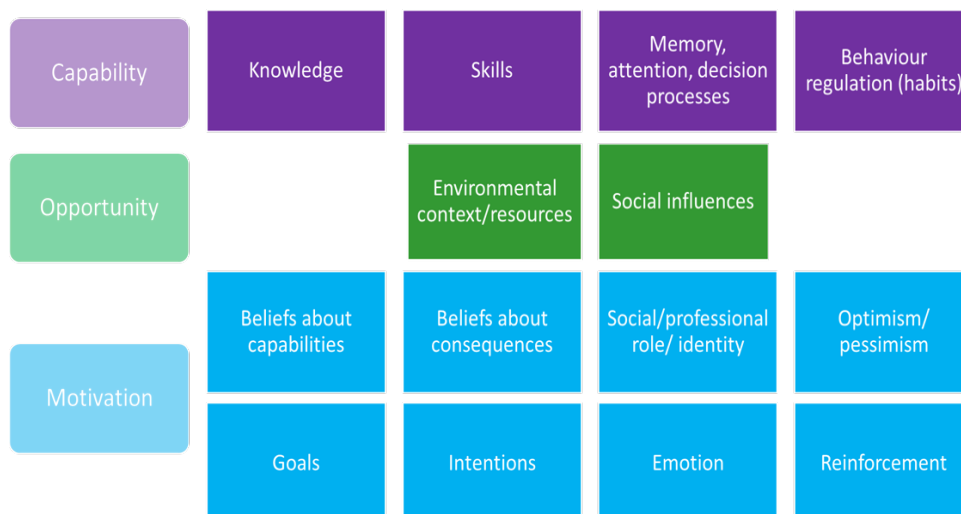 Capability
Knowledge
Skills
Memory,
attention, decision
processes
Behaviour
regulation (habits)
Opportunity
Environmental
context/resources
Social influences
Motivation
Beliefs about
capabilities
Beliefs about
consequences
Social/professional
role/ identity
Optimism/
pessimism
Goals
Intentions
Emotion
Reinforcement